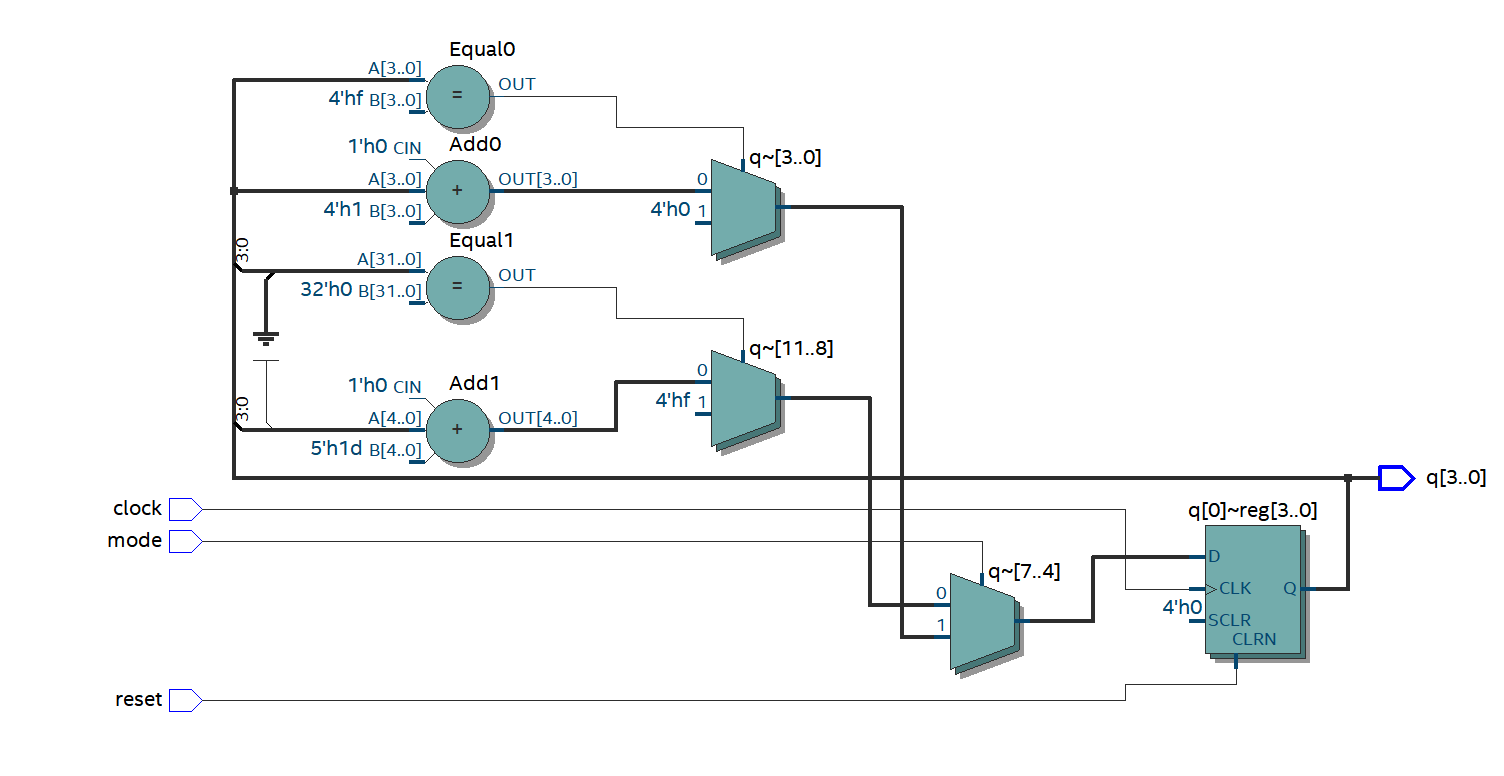 Equal0
A[3..0]
OUT
4'hf B[3..0]
=
1'h0 CIN
Add0
q~[3..0]
A[3..0]
OUT[3..0]
0
+
4'h1 B[3..0]
4'h0 1
Equal1
3:0
A[31..0]
OUT
32'h0 B[31..0]
=
q~[11..8]
0
1'h0 CIN
Add1
4'hf 1
3:0
A[4..0]
OUT[4..0]
+
5'h1d B[4..0]
q[3..0]
clock
q[0]~reg[3..0]
mode
D
q~[7..4]
CLK
Q
0
4'h0
SCLR
1
CLRN
reset